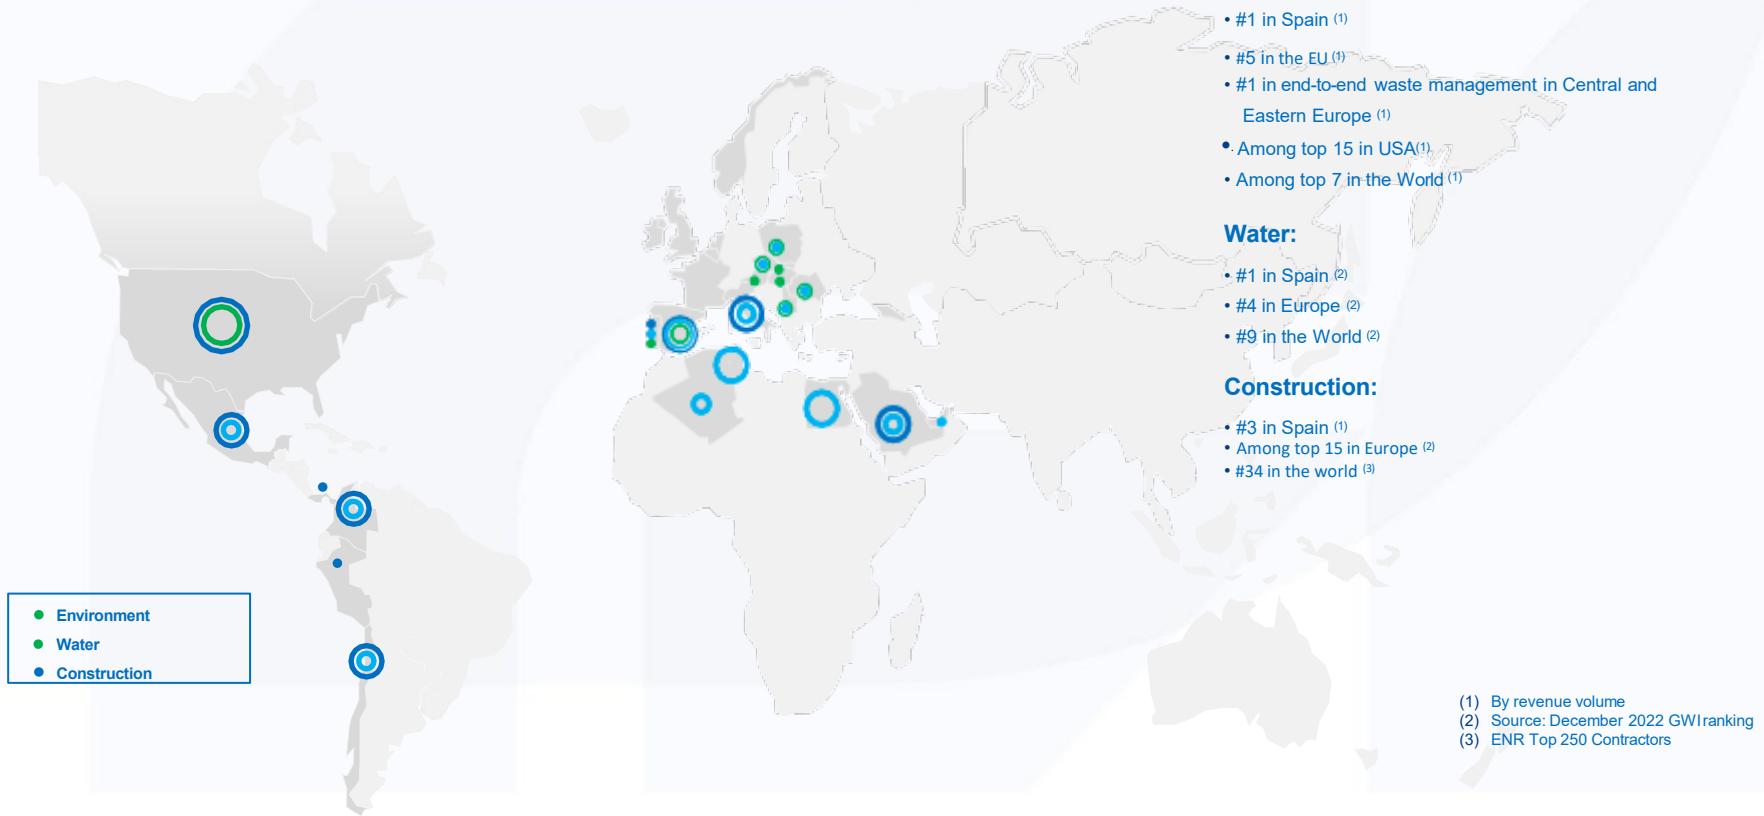 • #1 in Spain (1)
• #5 in the EU (1)
• #1 in end-to-end waste management in Central and
Eastern Europe (1)
•. Among top 15 in USA(1)
• Among top 7 in the World (1)
Water:
• #1 in Spain (2)
• #4 in Europe (2)
• #9 in the World (2)
Construction:
• #3 in Spain (1)
• Among top 15 in Europe (2)
• #34 in the world (3)
• Environment
• Water
• Construction
(1) By revenue volume
(2) Source: December 2022 GWI ranking
(3) ENR Top 250 Contractors